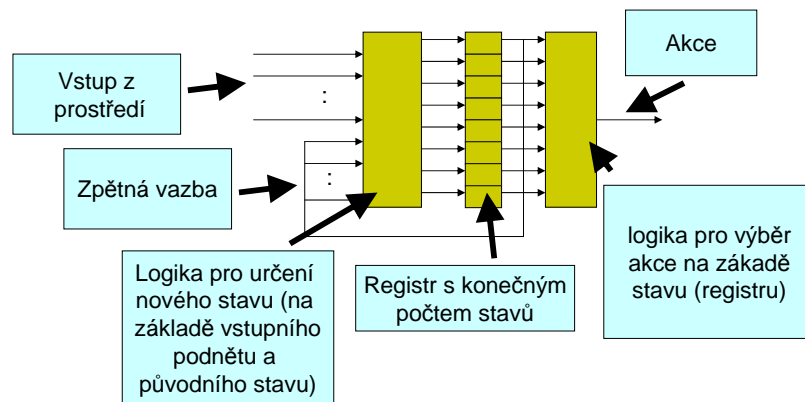 Vstup z
prostředí
:
Akce
Zpětná vazba
:
Logika pro určení
nového stavu (na
základě vstupního
podnětu a
původního stavu)
Registr s konečným
počtem stavů
logika pro výběr
akce na zákadě
stavu (registru)